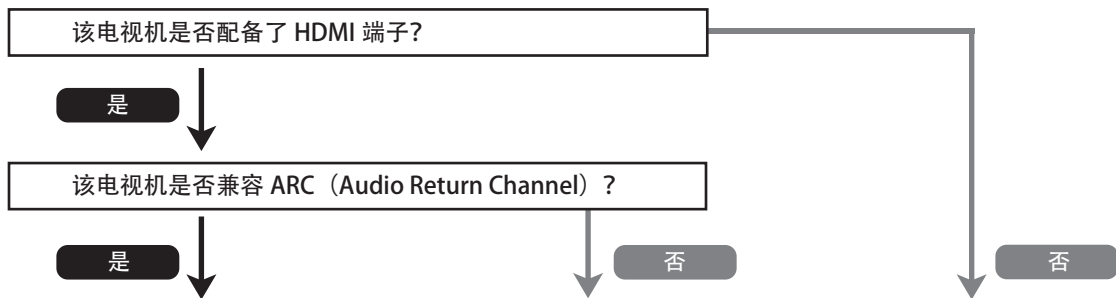 该电视机是否配备了 HDMI 端子？
是
该电视机是否兼容 ARC（Audio Return Channel）？
是
否
否